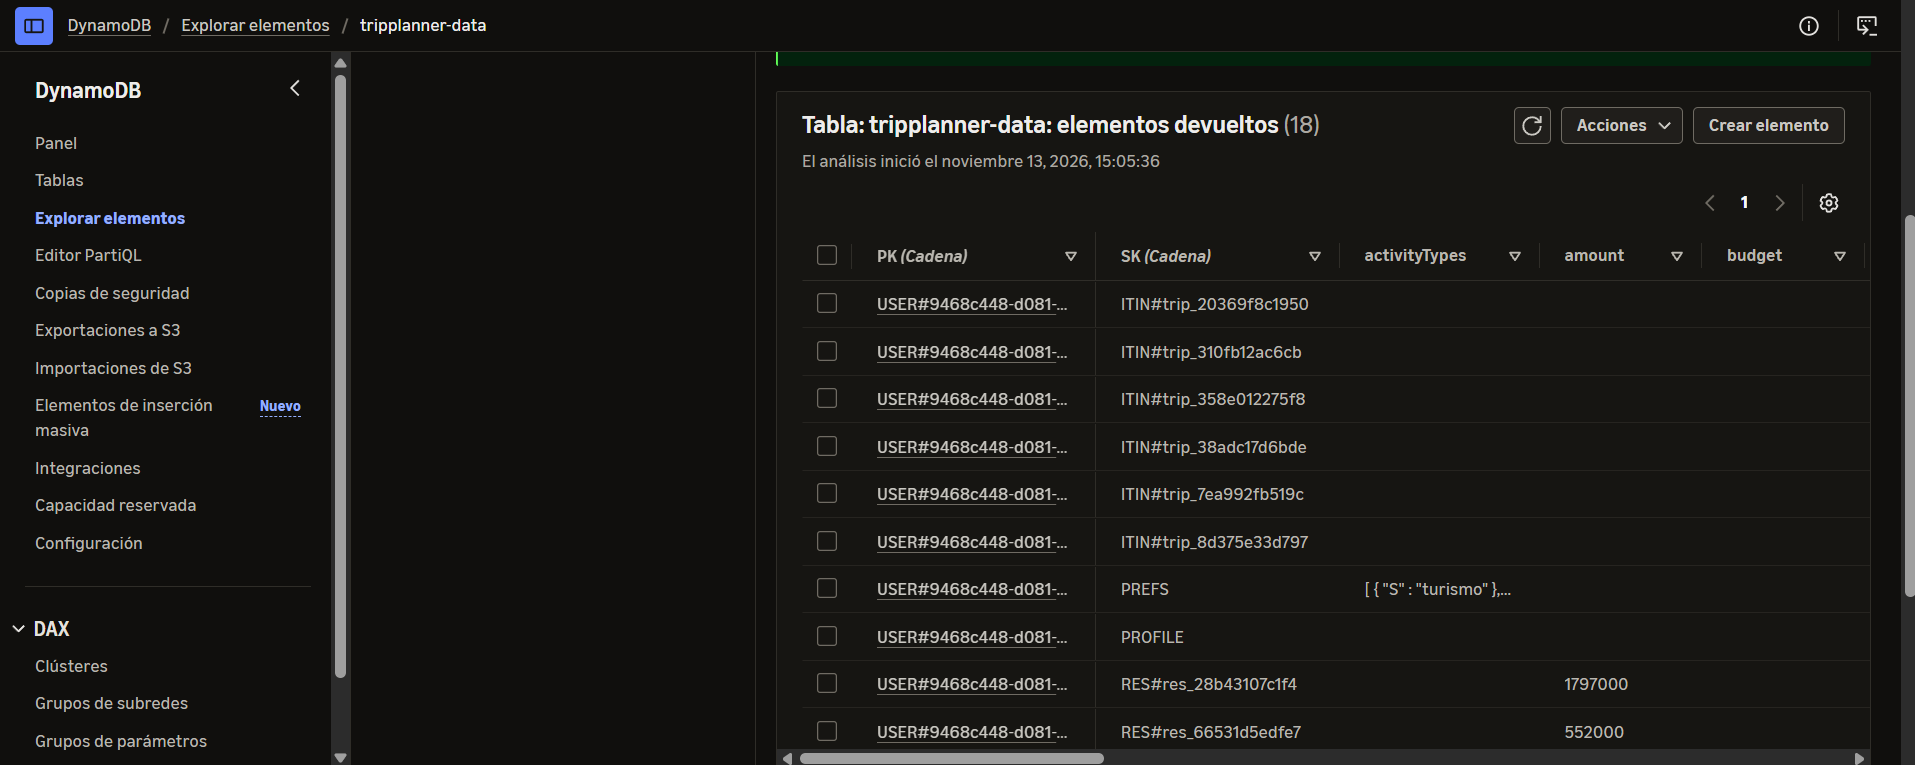 DynamoDB / Explorar elementos / tripplanner-data
DynamoDB
Panel
Tablas
Explorar elementos
Editor PartiQL
Copias de seguridad
Exportaciones a S3
Importaciones de S3
Elementos de inserción masiva Nuevo
Integraciones
Capacidad reservada
Configuración
DAX
Clústeres
Grupos de subredes
Grupos de parámetros
Tabla: tripplanner-data: elementos devueltos (18)
Acciones
Crear elemento
El análisis inició el noviembre 13, 2026, 15:05:36
1
PK (Cadena) SK (Cadena) activityTypes amount budget
USER#9468c448-d081-... ITIN#trip_20369f8c1950
USER#9468c448-d081-... ITIN#trip_310fb12ac6cb
USER#9468c448-d081-... ITIN#trip_358e012275f8
USER#9468c448-d081-... ITIN#trip_38adc17d6bde
USER#9468c448-d081-... ITIN#trip_7ea992fb519c
USER#9468c448-d081-... ITIN#trip_8d375e33d797
USER#9468c448-d081-... PREFS [ { "S" : "turismo" },...
USER#9468c448-d081-... PROFILE
USER#9468c448-d081-... RES#res_28b43107c1f4 1797000
USER#9468c448-d081-... RES#res_66531d5edfe7 552000